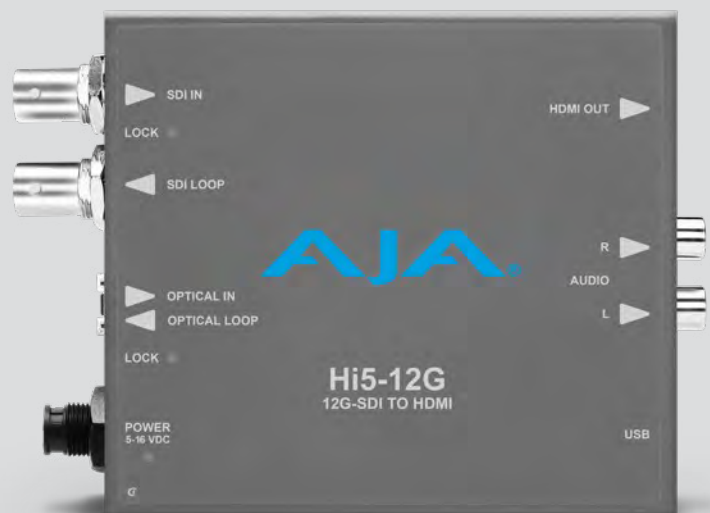 SDI IN
LOCK
SDI LOOP
OPTICAL IN
OPTICAL LOOP
LOCK
POWER
5-16 VDC
HDMI OUT
R
AUDIO
L
USB
AJA®
Hi5-12G
12G-SDI TO HDMI